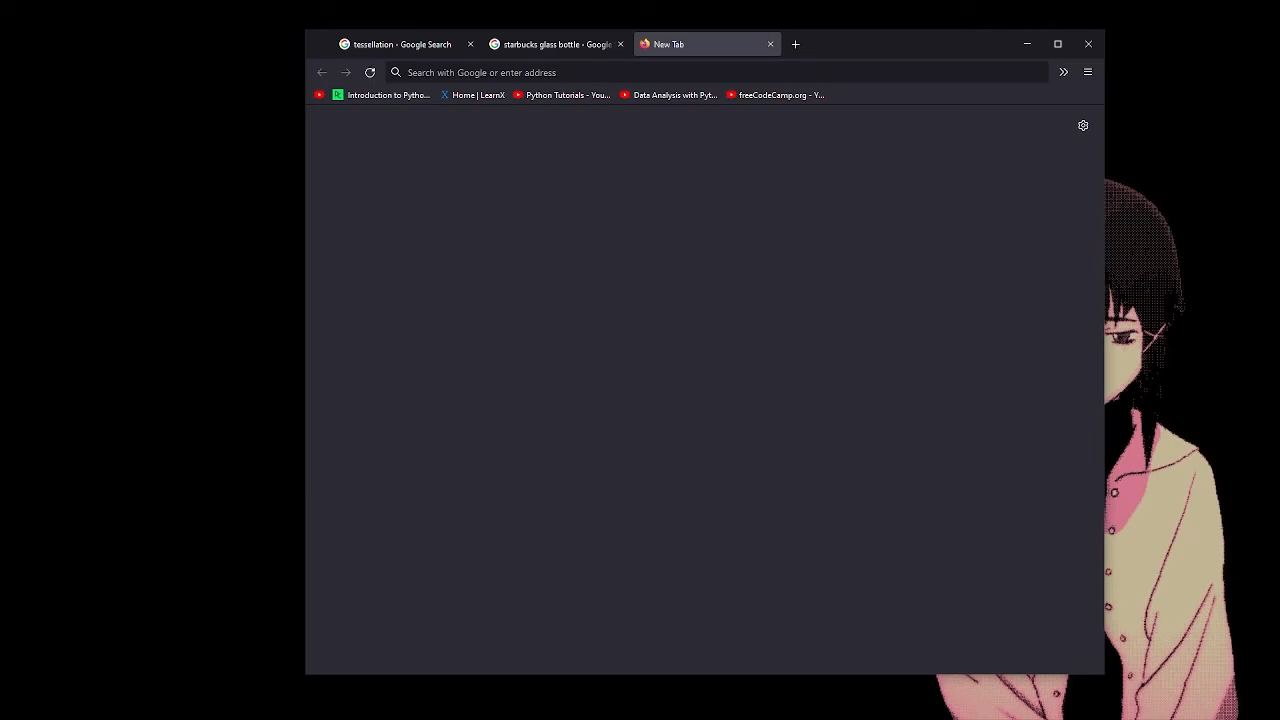 tessellation - Google Search
starbucks glass bottle - Google
New Tab
Search with Google or enter address
Introduction to Pytho...
Home | LearnX
Python Tutorials - You...
Data Analysis with Pyt...
freeCodeCamp.org - Y...